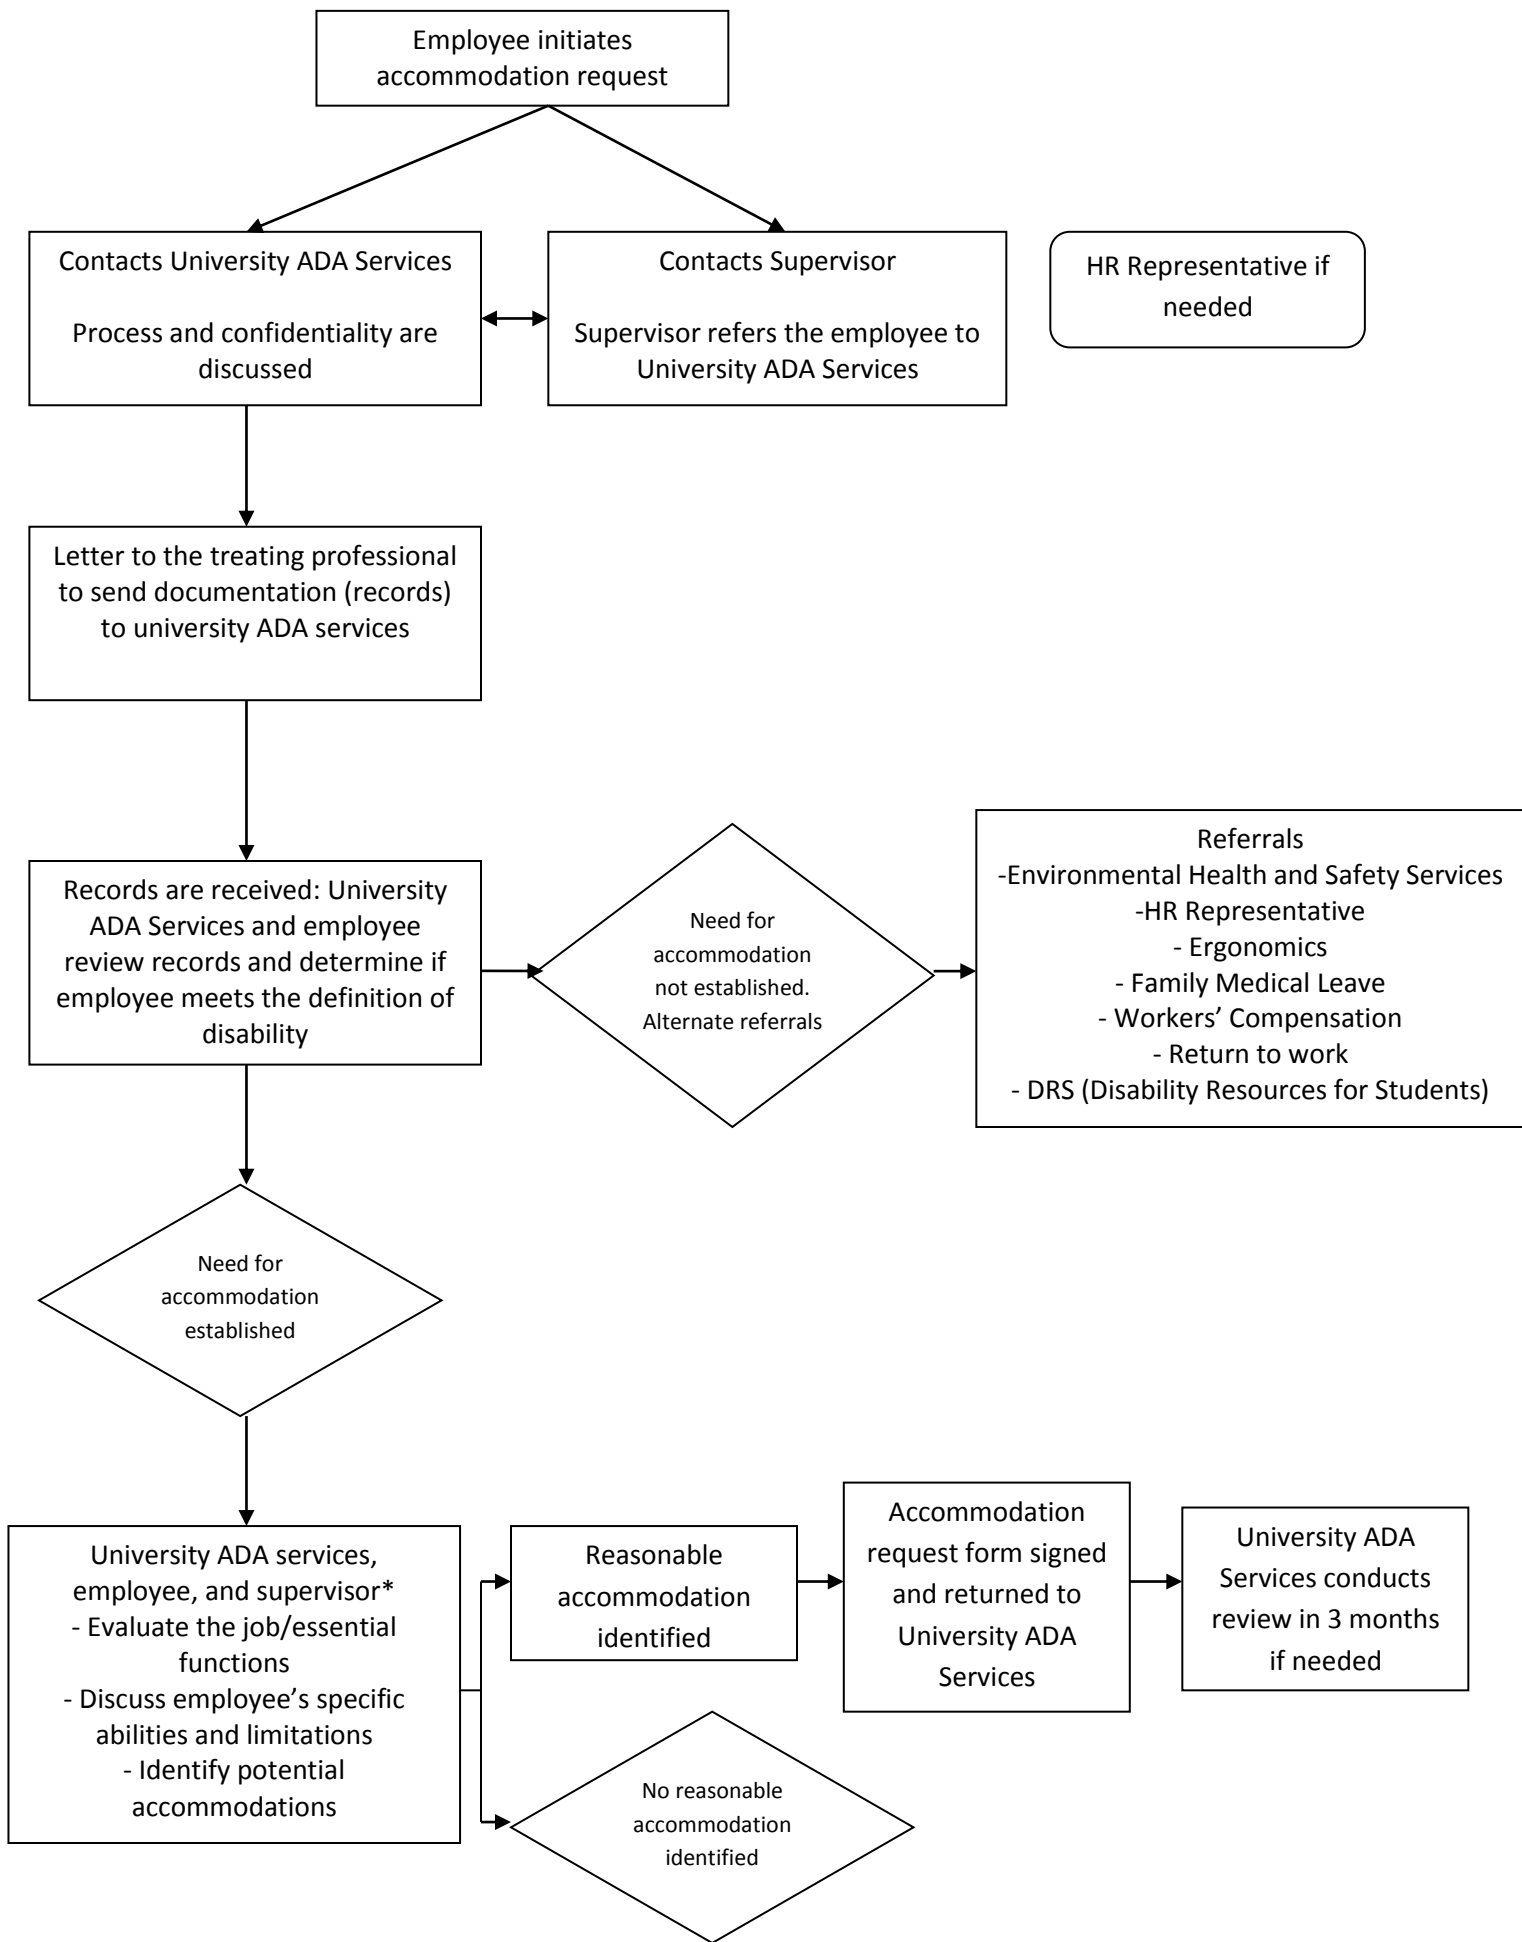 Employee initiates
accommodation request
Contacts University ADA Services
Process and confidentiality are
discussed
Contacts Supervisor
Supervisor refers the employee to
University ADA Services
HR Representative if
needed
Letter to the treating professional
to send documentation (records)
to university ADA services
Records are received: University
ADA Services and employee
review records and determine if
employee meets the definition of
disability
Need for
accommodation
not established.
Alternate referrals
Referrals
-Environmental Health and Safety Services
-HR Representative
- Ergonomics
- Family Medical Leave
- Workers’ Compensation
- Return to work
- DRS (Disability Resources for Students)
Need for
accommodation
established
University ADA services,
employee, and supervisor*
- Evaluate the job/essential
functions
- Discuss employee’s specific
abilities and limitations
- Identify potential
accommodations
Reasonable
accommodation
identified
Accommodation
request form signed
and returned to
University ADA
Services
University ADA
Services conducts
review in 3 months
if needed
No reasonable
accommodation
identified